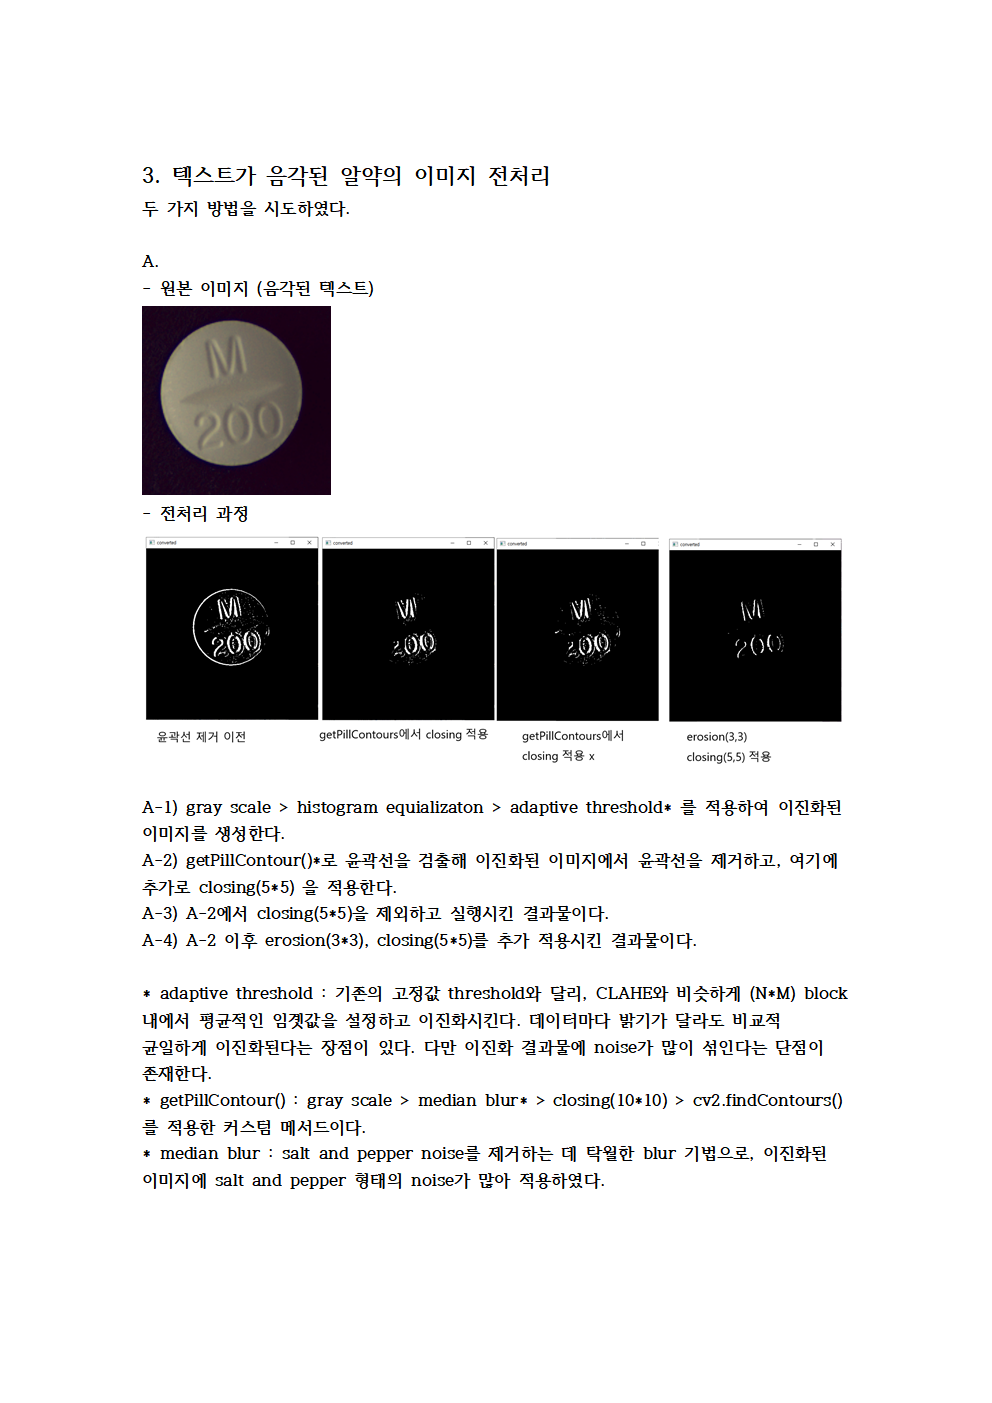 3. 텍스트가 음각된 알약의 이미지 전처리
두 가지 방법을 시도하였다.
A.
- 원본 이미지 (음각된 텍스트)
M
200
- 전처리 과정
converted
converted
converted
converted
M
200
M
200
M
200
M
200
윤곽선 제거 이전
getPillContours에서 closing 적용
getPillContours에서
closing 적용 x
erosion(3,3)
closing(5,5) 적용
A-1) gray scale > histogram equializaton > adaptive threshold* 를 적용하여 이진화된
이미지를 생성한다.
A-2) getPillContour()*로 윤곽선을 검출해 이진화된 이미지에서 윤곽선을 제거하고, 여기에
추가로 closing(5*5) 을 적용한다.
A-3) A-2에서 closing(5*5)을 제외하고 실행시킨 결과물이다.
A-4) A-2 이후 erosion(3*3), closing(5*5)를 추가 적용시킨 결과물이다.
* adaptive threshold : 기존의 고정값 threshold와 달리, CLAHE와 비슷하게 (N*M) block
내에서 평균적인 임곗값을 설정하고 이진화시킨다. 데이터마다 밝기가 달라도 비교적
균일하게 이진화된다는 장점이 있다. 다만 이진화 결과물에 noise가 많이 섞인다는 단점이
존재한다.
* getPillContour() : gray scale > median blur* > closing(10*10) > cv2.findContours()
를 적용한 커스텀 메서드이다.
* median blur : salt and pepper noise를 제거하는 데 탁월한 blur 기법으로, 이진화된
이미지에 salt and pepper 형태의 noise가 많아 적용하였다.